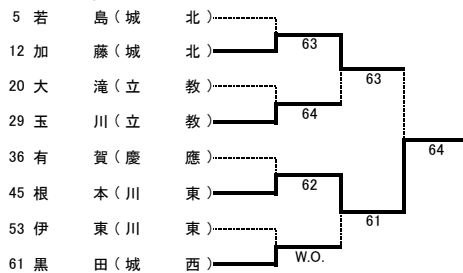 5 若 島 ( 城 北 )
63
12 加 藤 ( 城 北 )
63
20 大 滝 ( 立 教 )
64
29 玉 川 ( 立 教 )
64
36 有 賀 ( 慶 應 )
62
45 根 本 ( 川 東 )
61
53 伊 東 ( 川 東 )
W.O.
61 黒 田 ( 城 西 )